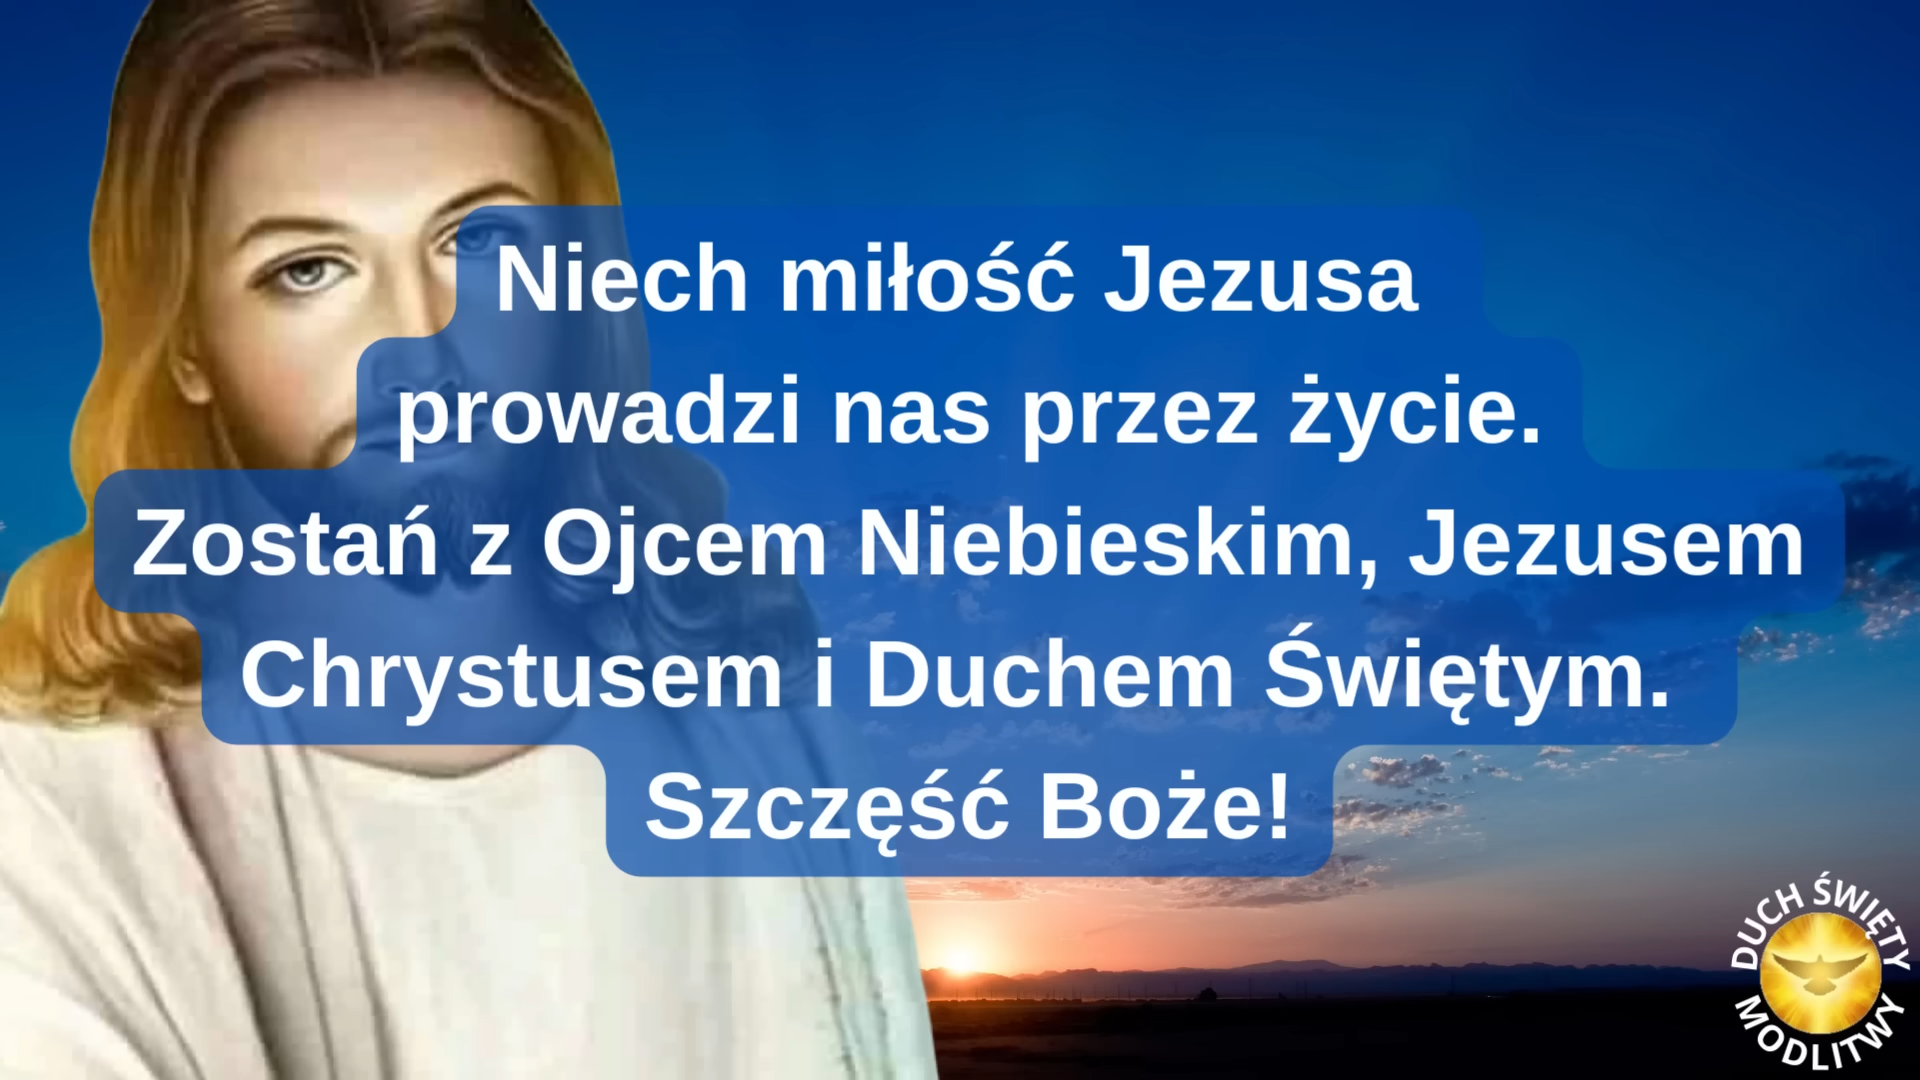 Niech miłość Jezusa
prowadzi nas przez życie.
Zostań z Ojcem Niebieskim, Jezusem
Chrystusem i Duchem Świętym.
Szczęść Boże!
DUCH ŚWIĘTY
MODLITWY